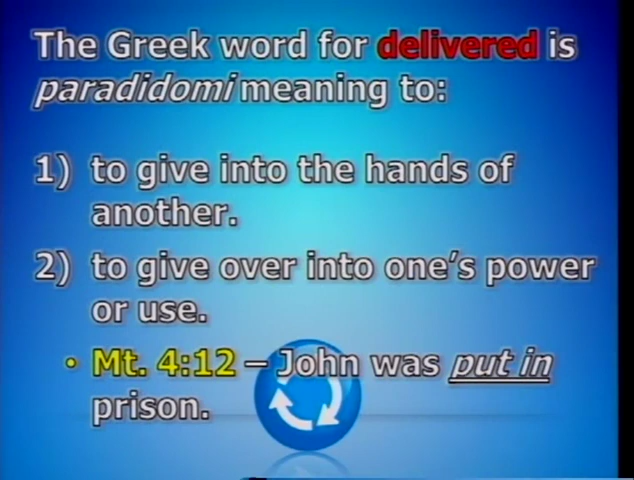 The Greek word for delivered is
paradidomi meaning to:
1) to give into the hands of
another.
2) to give over into one's power
or use.
• Mt. 4:12 – John was put in
prison.